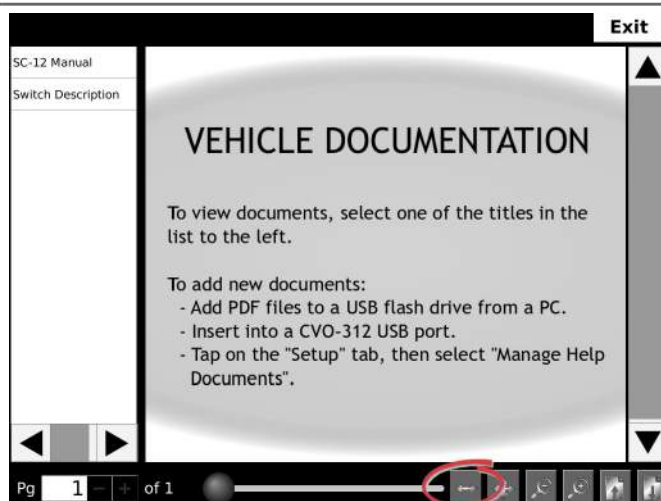 Exit
SC-12 Manual
Switch Description
VEHICLE DOCUMENTATION
To view documents, select one of the titles in the
list to the left.
To add new documents:
- Add PDF files to a USB flash drive from a PC.
- Insert into a CVO-312 USB port.
- Tap on the "Setup" tab, then select "Manage Help
Documents".
Pg 1 - + of 1